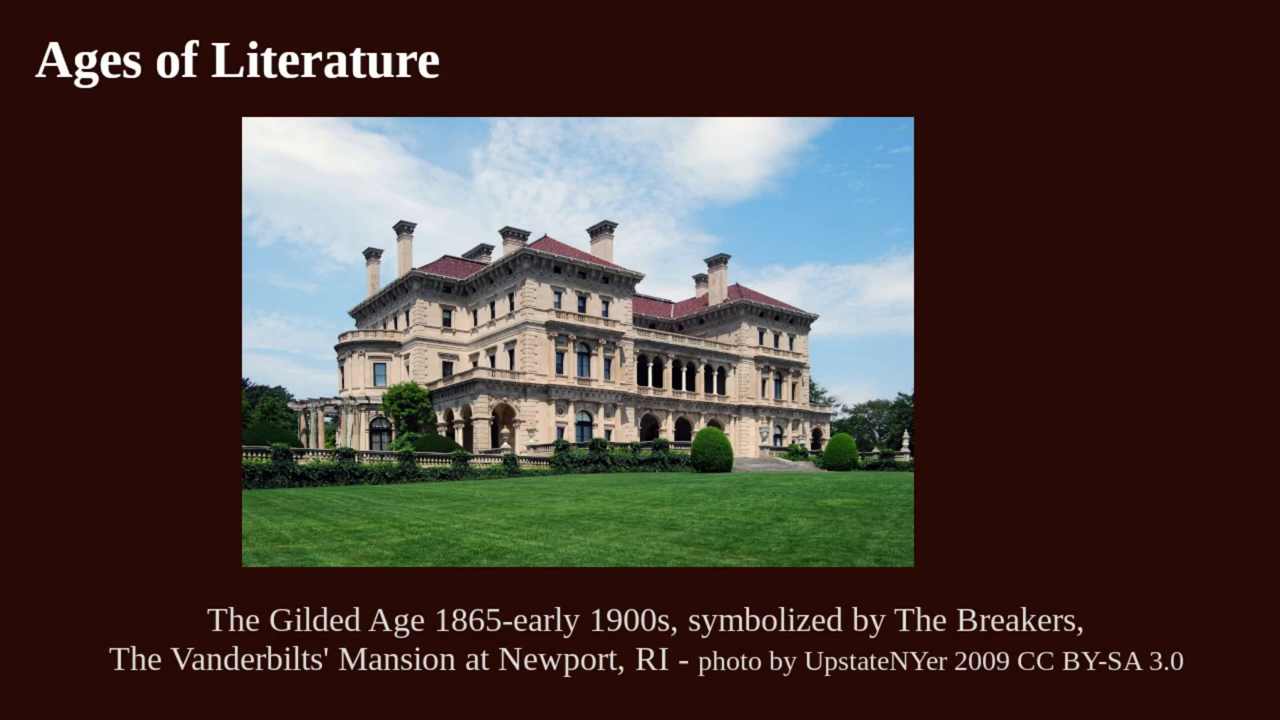 Ages of Literature
The Gilded Age 1865-early 1900s, symbolized by The Breakers,
The Vanderbilts' Mansion at Newport, RI - photo by UpstateNYer 2009 CC BY-SA 3.0